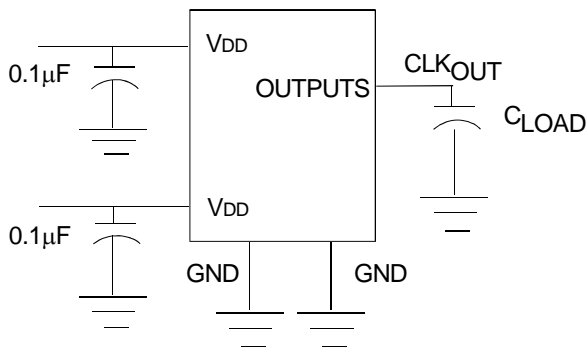 VDD
0.1µF
OUTPUTS
CLKOUT
CLOAD
VDD
0.1µF
GND
GND